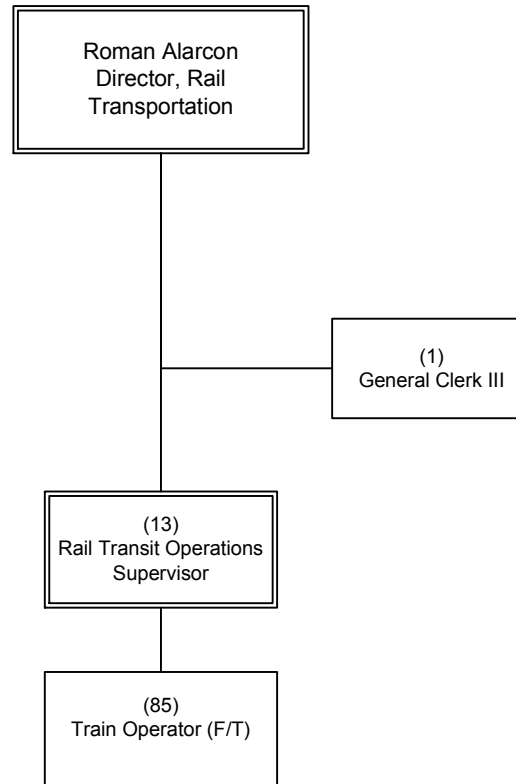 Roman Alarcon
Director, Rail
Transportation
(1)
General Clerk III
(13)
Rail Transit Operations
Supervisor
(85)
Train Operator (F/T)